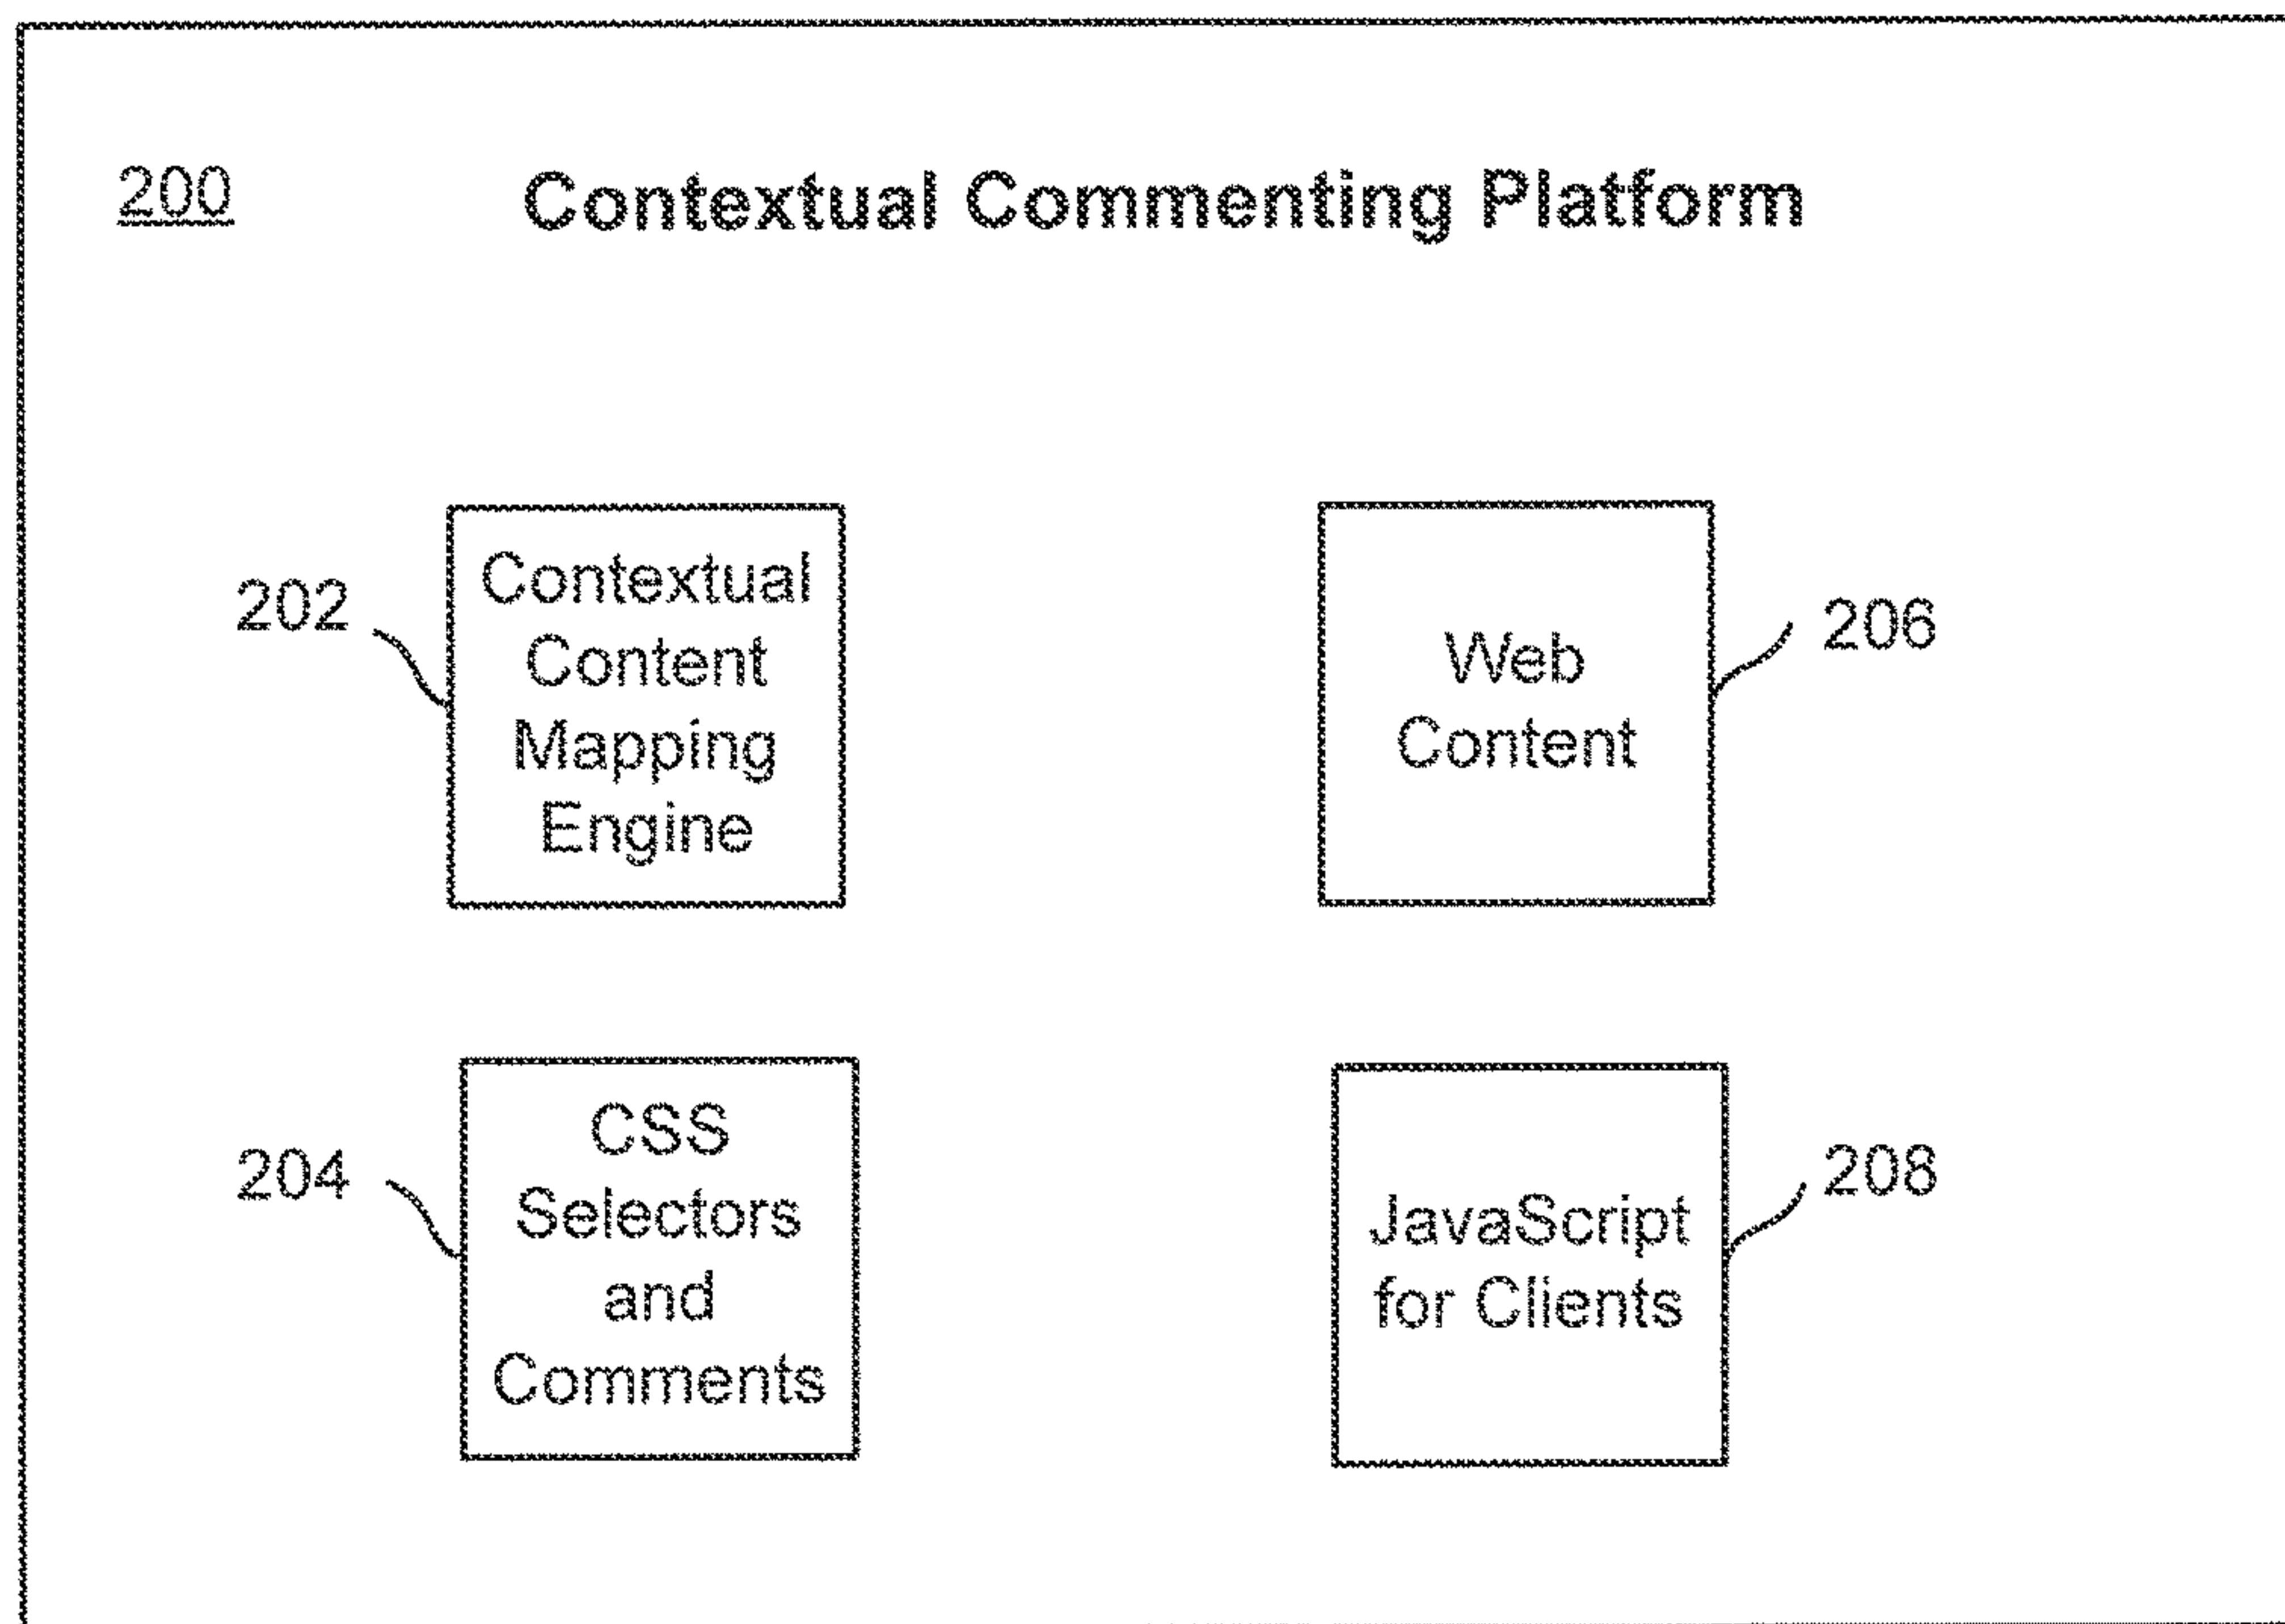 200
Contextual Commenting Platform
202
Contextual
Content
Mapping
Engine
Web
Content
206
204
CSS
Selectors
and
Comments
JavaScript
for Clients
208